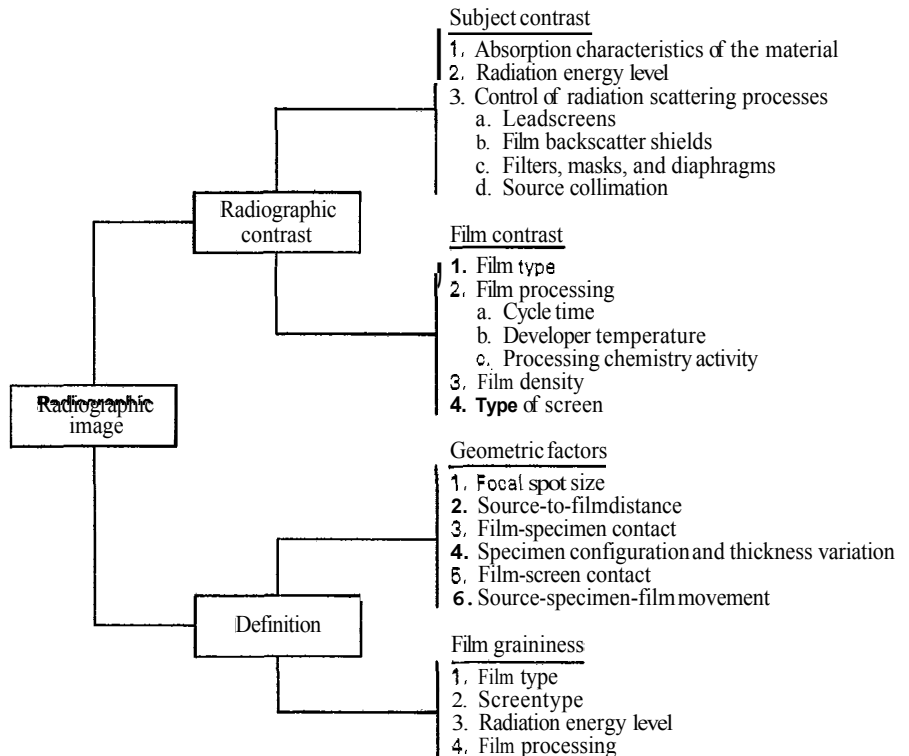 Subject contrast
1. Absorption characteristics of the material
2. Radiation energy level
3. Control of radiation scattering processes
a. Leadscreens
b. Film backscatter shields
c. Filters, masks, and diaphragms
d. Source collimation
Radiographic
contrast
Film contrast
1. Film type
2. Film processing
a. Cycle time
b. Developer temperature
c. Processing chemistry activity
3. Film density
4. Type of screen
Radiographic
image
Geometric factors
1. Focal spot size
2. Source-to-filmdistance
3. Film-specimen contact
4. Specimen configuration and thickness variation
5. Film-screen contact
6. Source-specimen-film movement
Definition
Film graininess
1. Film type
2. Screentype
3. Radiation energy level
4. Film processing